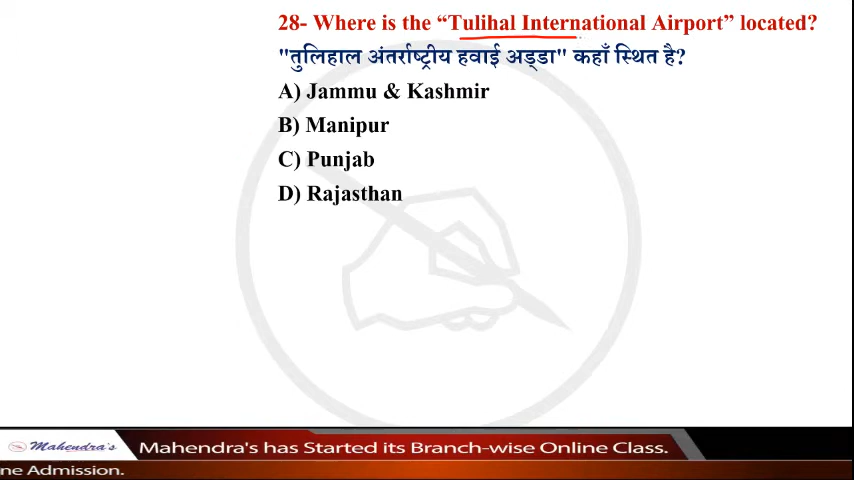 28- Where is the “Tulihal International Airport” located?
"तुलिहाल अंतर्राष्ट्रीय हवाई अड्डा" कहाँ स्थित है?
A) Jammu & Kashmir
B) Manipur
C) Punjab
D) Rajasthan
Mahendra's
Mahendra's has Started its Branch-wise Online Class.
ne Admission.